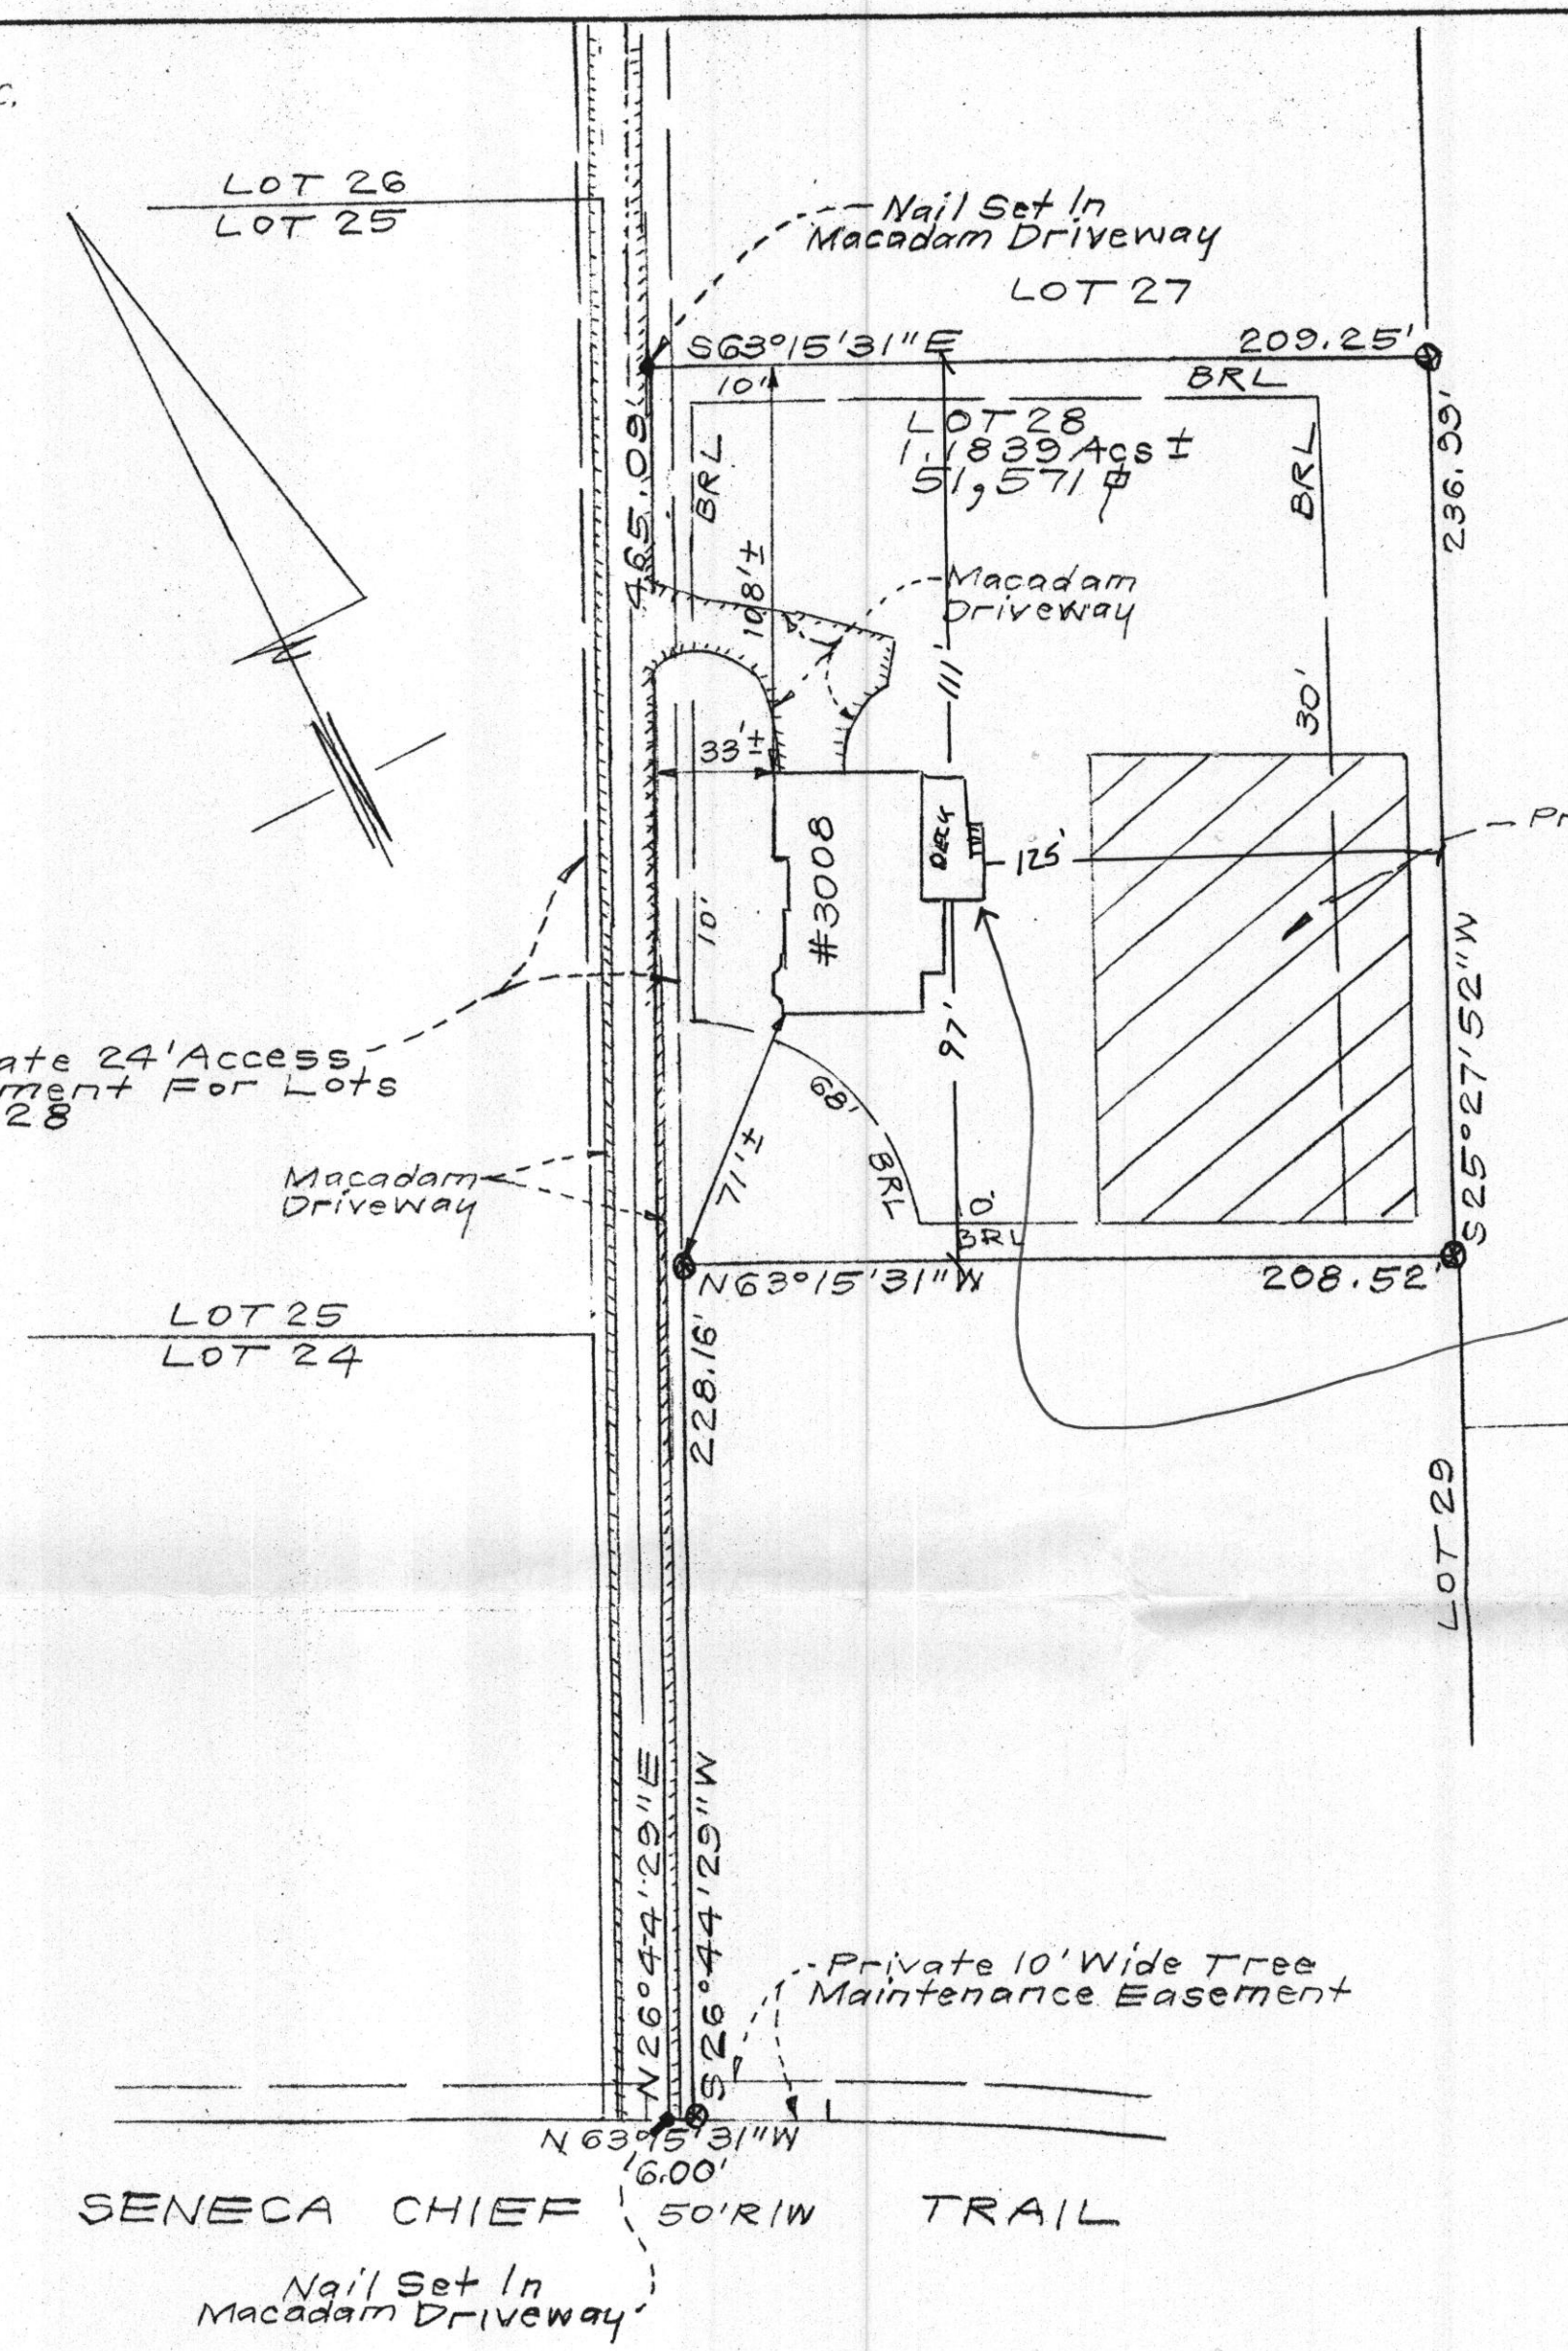 LOT 26
LOT 25
Nail Set In
Macadam Driveway
LOT 27
S63°15'31"E
209.25'
10'
BRL
BRL
LOT 28
1.1839 Acs ±
51,571
BRL
236.99'
465.09'
108'±
Macadam
Driveway
111'
30'
33'±
#3008
DECK
125'
10'
ate 24' Access
ment For Lots
28
97'
68'
71'±
BRL
S25°27'52"W
Macadam
Driveway
BRL
N63°15'31"W
208.52'
LOT 25
LOT 24
228.16'
LOT 29
N26°44'29"E
S26°44'29"W
Private 10' Wide Tree
Maintenance Easement
N63°15'31"W
6.00'
SENECA CHIEF 50'R/W TRAIL
Nail Set In
Macadam Driveway